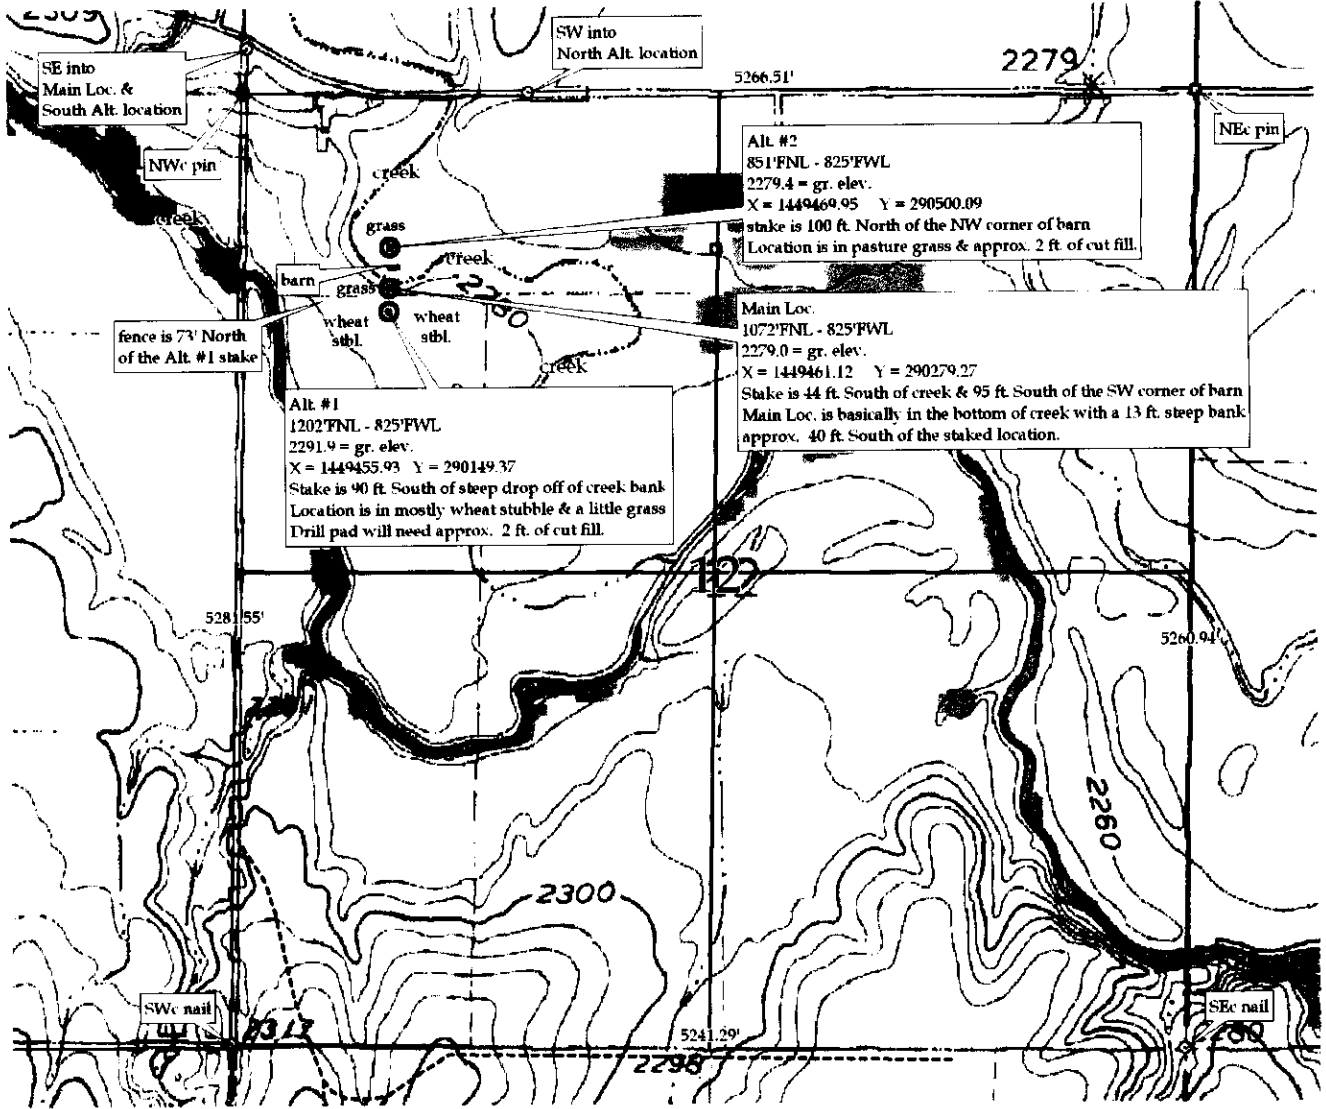 2309
SE into
Main Loc. &
South Alt. location
SW into
North Alt. location
5266.51'
2279
NWc pin
NEc pin
Alt. #2
851'FNL - 825'FWL
2279.4 = gr. elev.
X = 1449469.95 Y = 290500.09
stake is 100 ft. North of the NW corner of barn
Location is in pasture grass & approx. 2 ft. of cut fill.
creek
creek
grass
creek
barn
grass
2280
wheat
stbl.
wheat
stbl.
fence is 73' North
of the Alt. #1 stake
creek
Main Loc.
1072'FNL - 825'FWL
2279.0 = gr. elev.
X = 1449461.12 Y = 290279.27
Stake is 44 ft. South of creek & 95 ft. South of the SW corner of barn
Main Loc. is basically in the bottom of creek with a 13 ft. steep bank
approx. 40 ft. South of the staked location.
Alt. #1
1202'FNL - 825'FWL
2291.9 = gr. elev.
X = 1449455.93 Y = 290149.37
Stake is 90 ft. South of steep drop off of creek bank
Location is in mostly wheat stubble & a little grass
Drill pad will need approx. 2 ft. of cut fill.
12
5281.55'
5260.94'
2260
2300
SWc nail
2317
5241.29'
2298
SEc nail